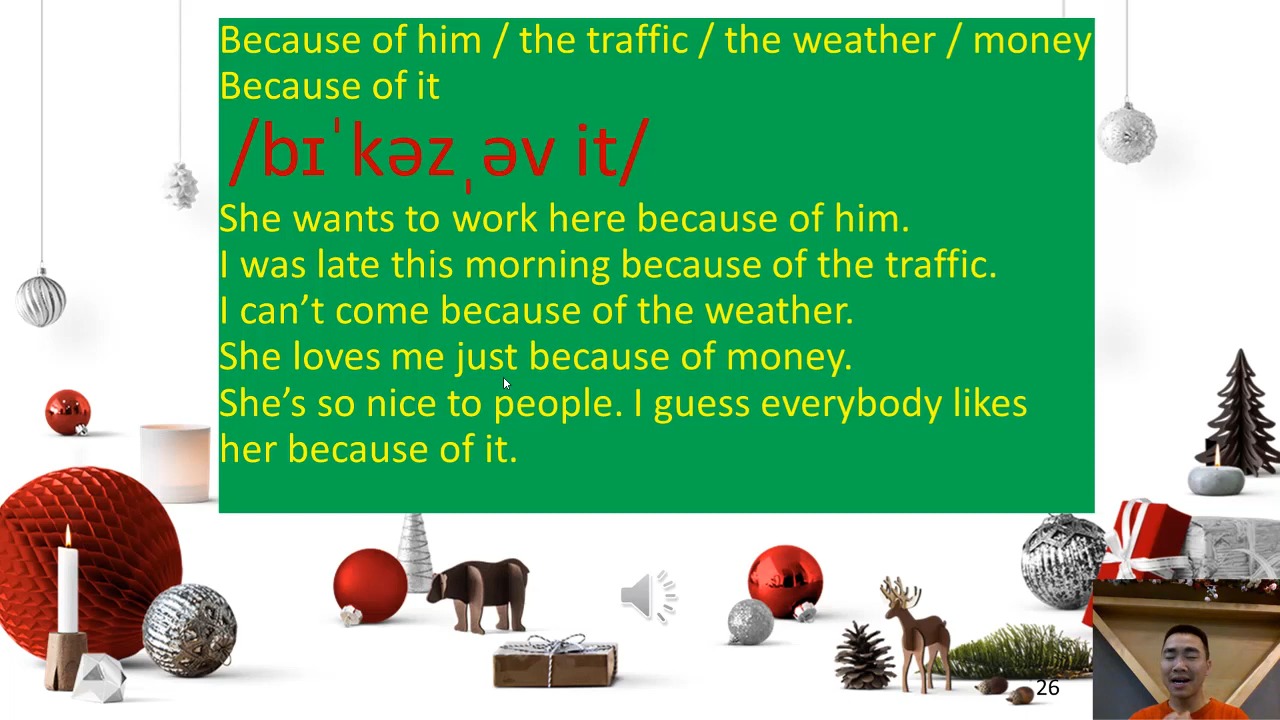 Because of him / the traffic / the weather / money
Because of it
/bɪˈkəzˌəv it/
She wants to work here because of him.
I was late this morning because of the traffic.
I can’t come because of the weather.
She loves me just because of money.
She’s so nice to people. I guess everybody likes
her because of it.
26